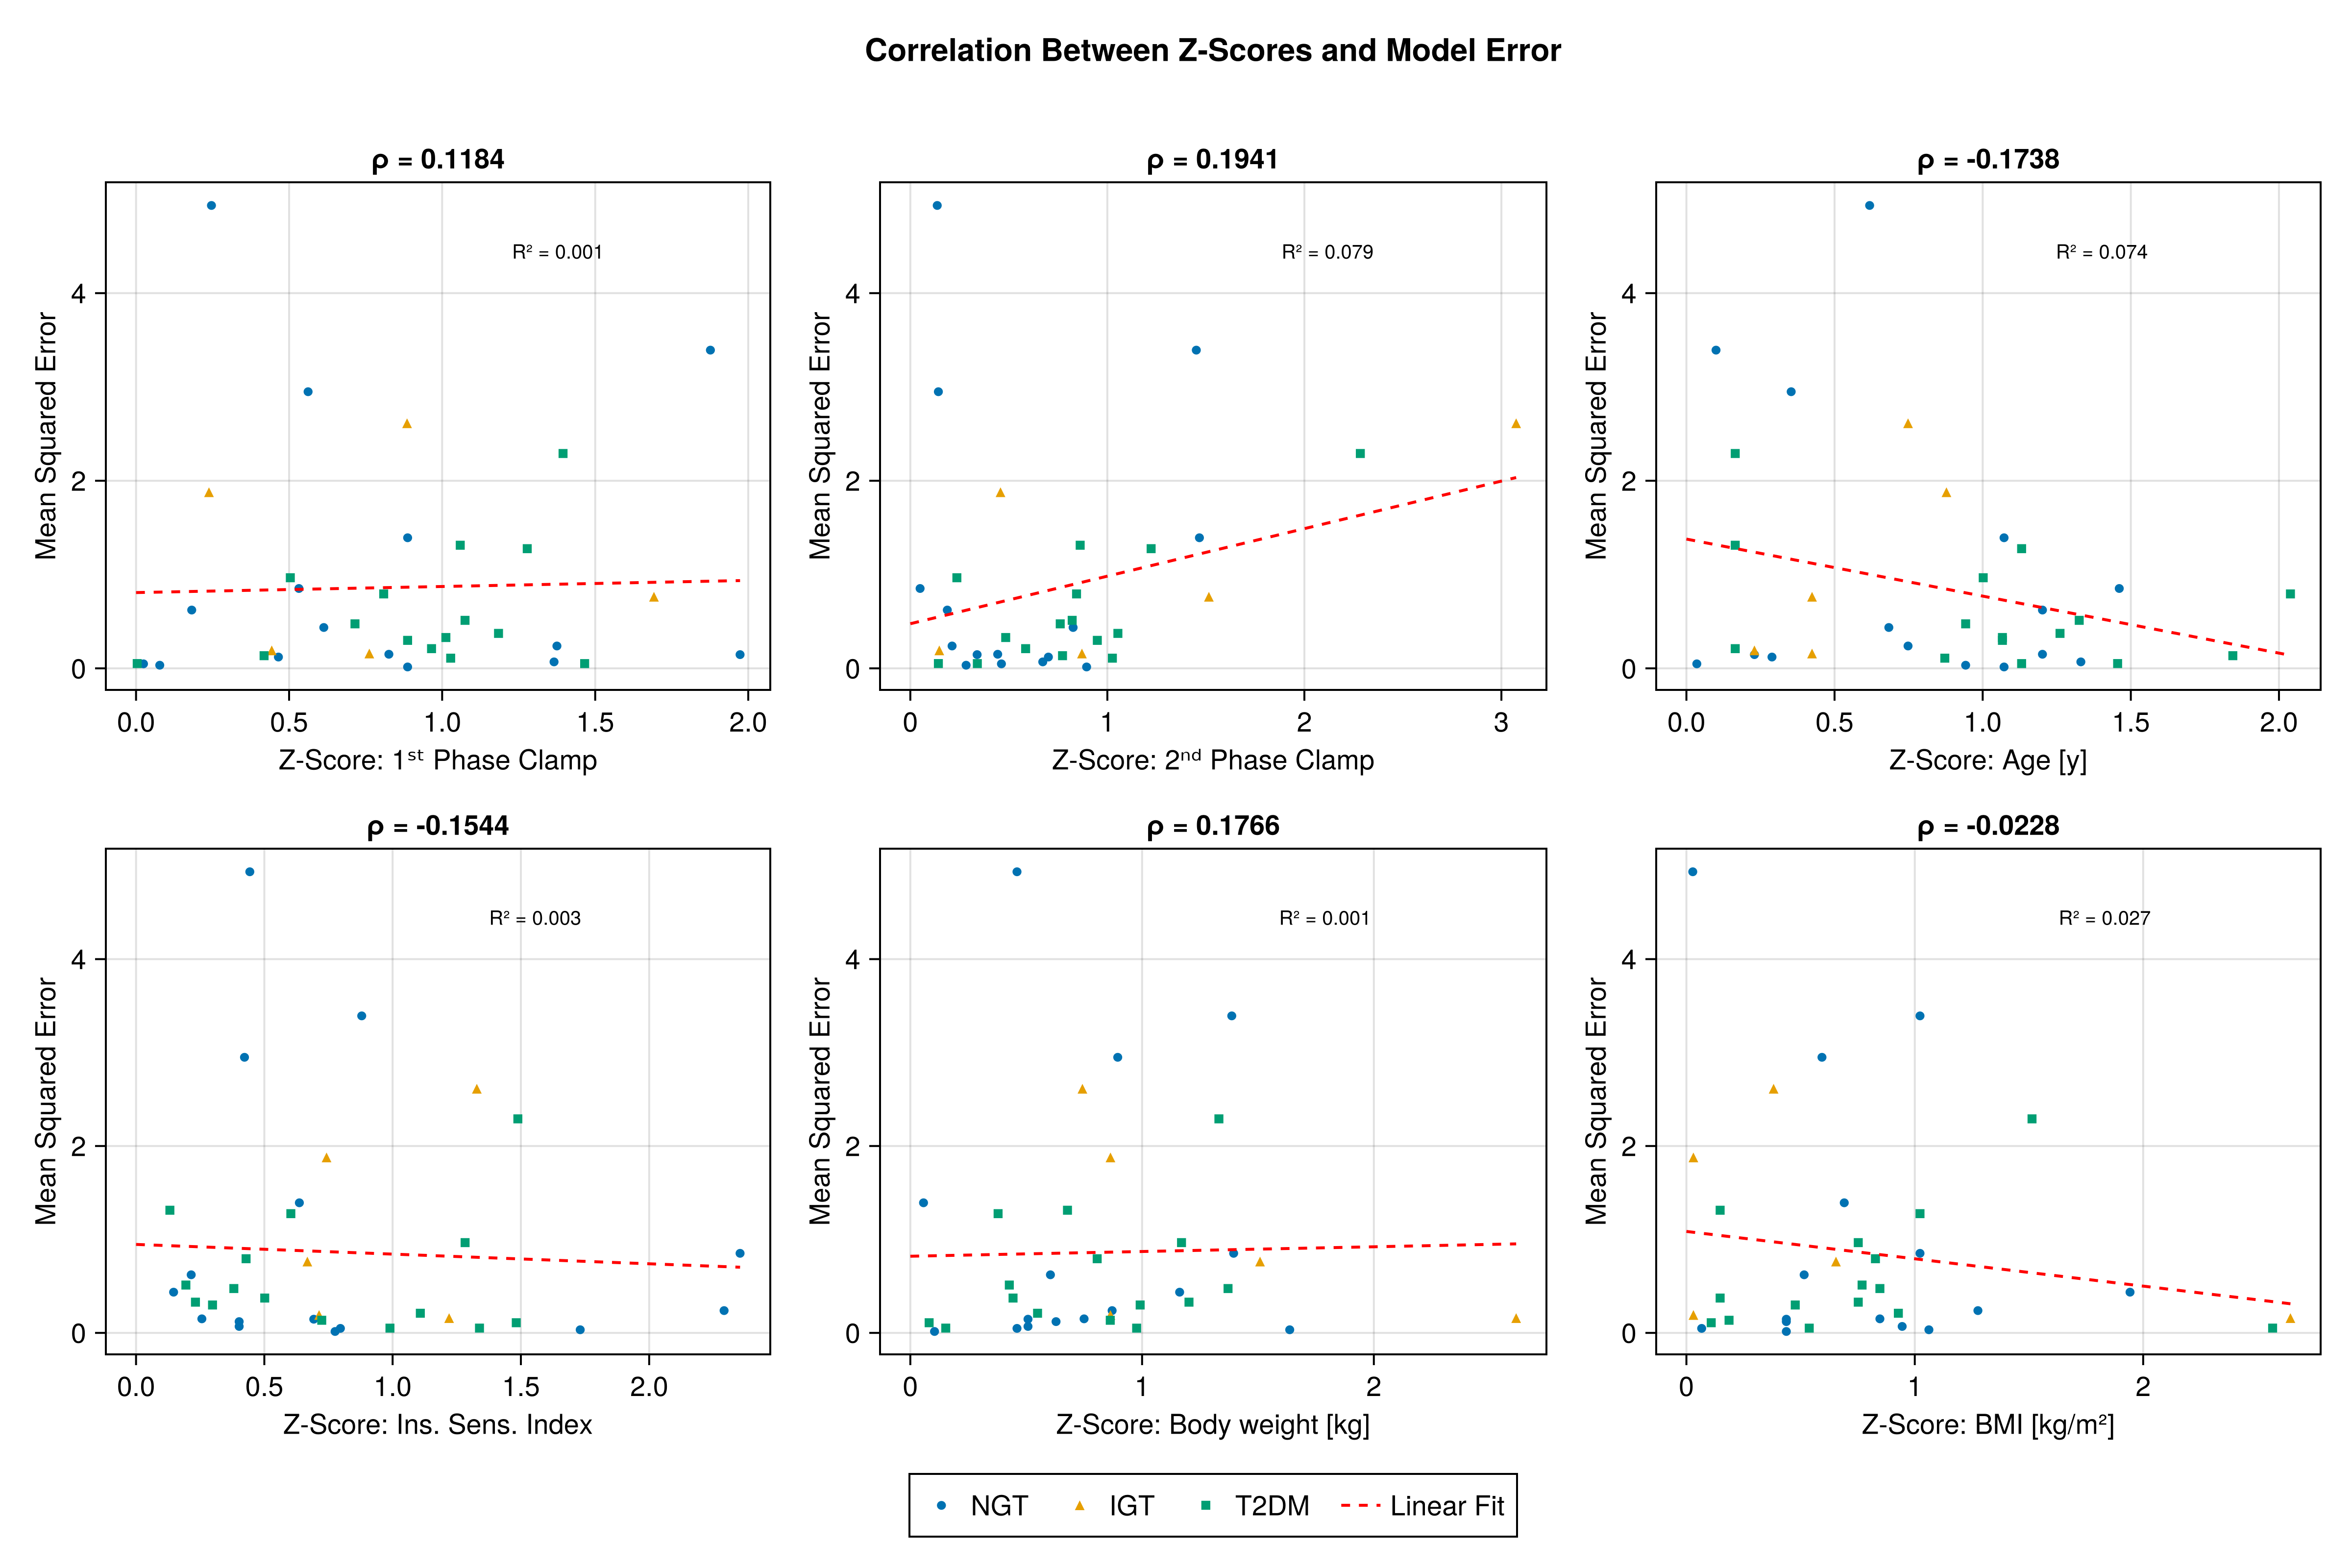 Correlation Between Z-Scores and Model Error
ρ = 0.1184
R² = 0.001
Mean Squared Error
4
2
0
0.0 0.5 1.0 1.5 2.0
Z-Score: 1ˢᵗ Phase Clamp
ρ = 0.1941
R² = 0.079
Mean Squared Error
4
2
0
0 1 2 3
Z-Score: 2ⁿᵈ Phase Clamp
ρ = -0.1738
R² = 0.074
Mean Squared Error
4
2
0
0.0 0.5 1.0 1.5 2.0
Z-Score: Age [y]
ρ = -0.1544
R² = 0.003
Mean Squared Error
4
2
0
0.0 0.5 1.0 1.5 2.0
Z-Score: Ins. Sens. Index
ρ = 0.1766
R² = 0.001
Mean Squared Error
4
2
0
0 1 2
Z-Score: Body weight [kg]
ρ = -0.0228
R² = 0.027
Mean Squared Error
4
2
0
0 1 2
Z-Score: BMI [kg/m²]
NGT IGT T2DM Linear Fit